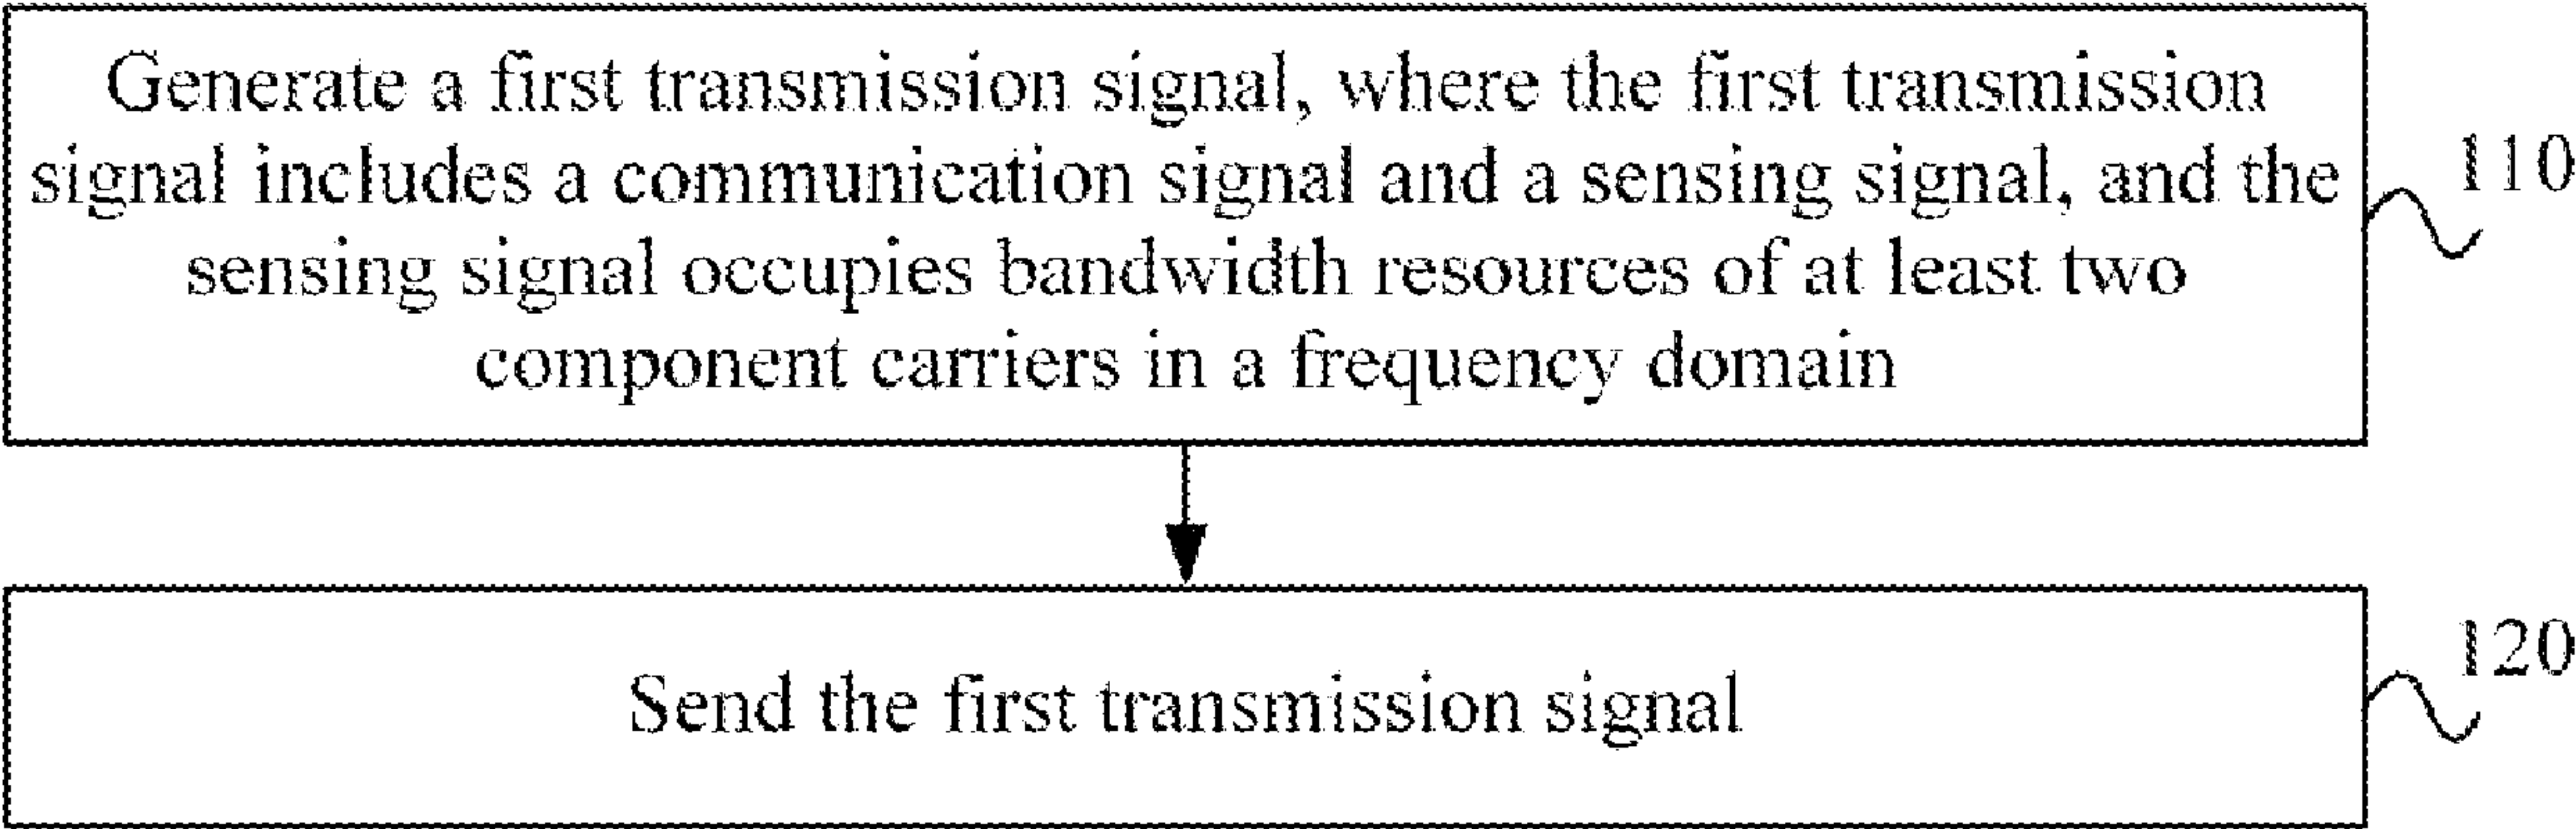 Generate a first transmission signal, where the first transmission
signal includes a communication signal and a sensing signal, and the
sensing signal occupies bandwidth resources of at least two
component carriers in a frequency domain
110
Send the first transmission signal
120